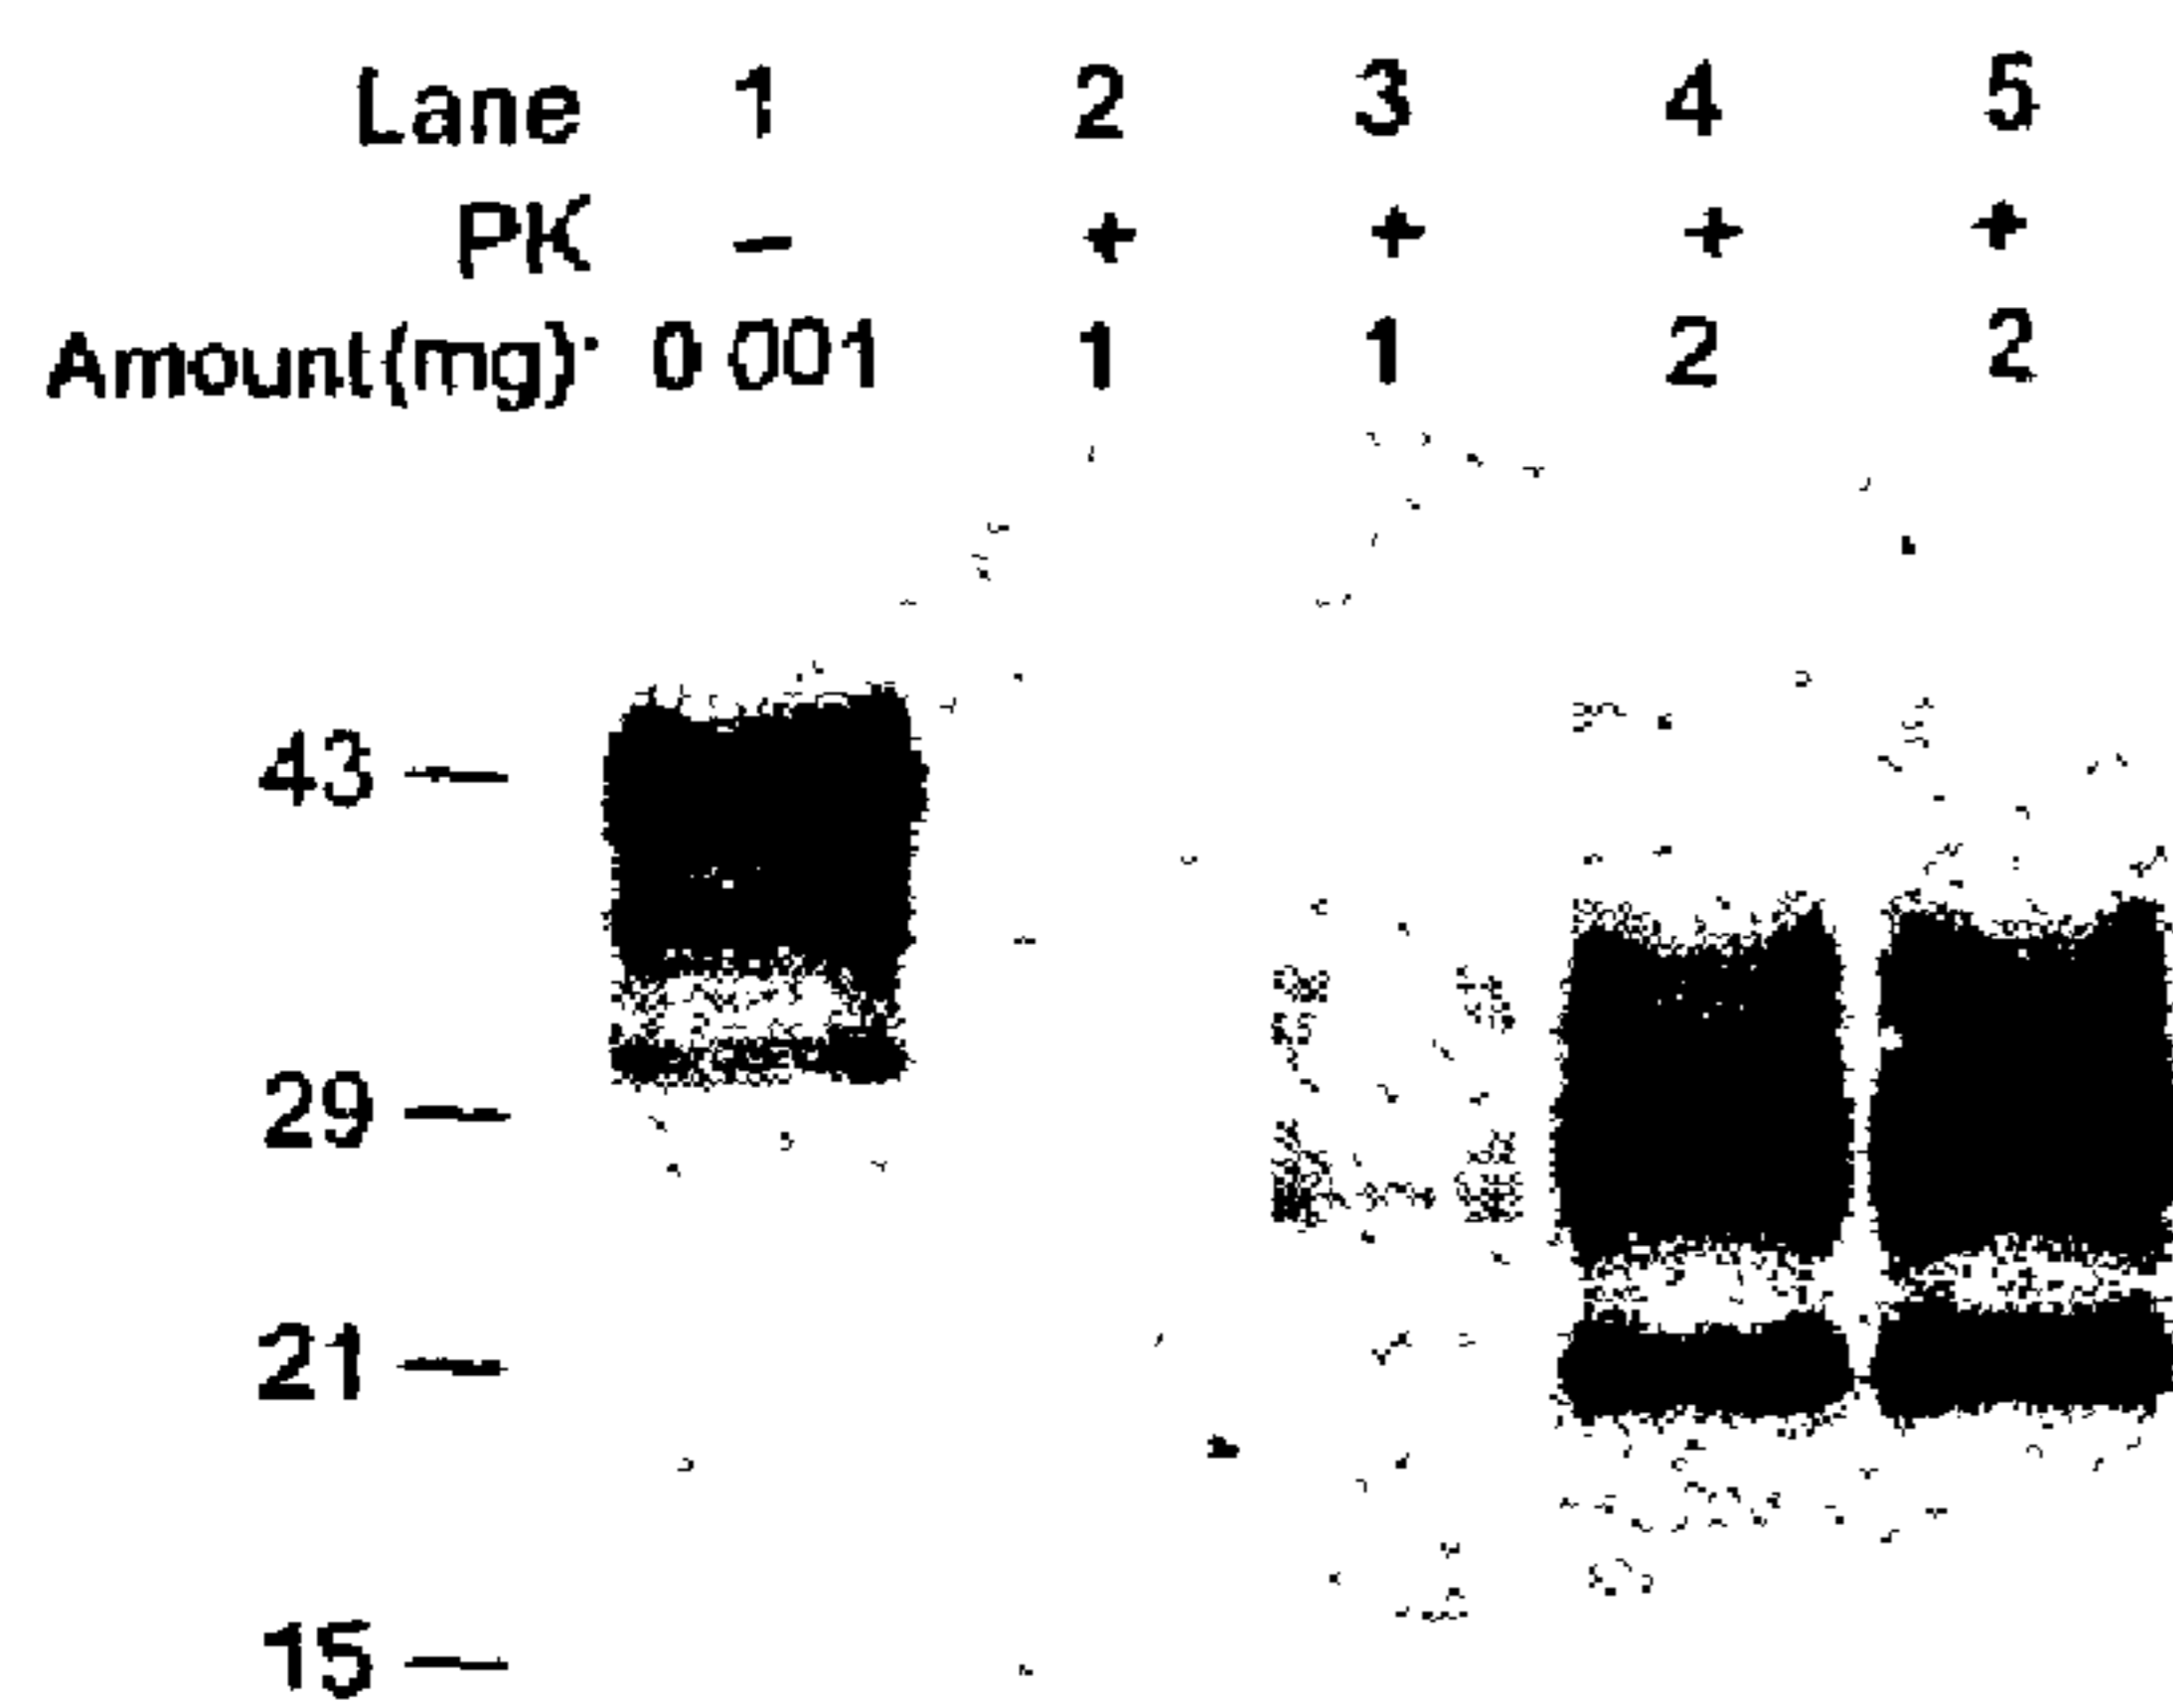 Lane 1 2 3 4 5
PK - + + + +
Amount(mg)· 0 001 1 1 2 2
43 —
29 —
21 —
15 —